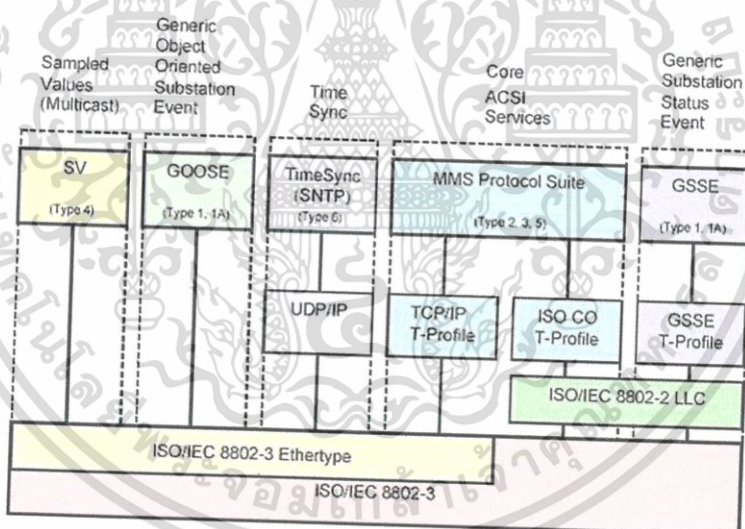 Sampled
Values
(Multicast)
Generic
Object
Oriented
Substation
Event
Time
Sync
Core
ACSI
Services
Generic
Substation
Status
Event
SV
(Type 4)
GOOSE
(Type 1, 1A)
TimeSync
(SNTP)
(Type 6)
MMS Protocol Suite
(Type 2, 3, 5)
GSSE
(Type 1, 1A)
UDP/IP
TCP/IP
T-Profile
ISO CO
T-Profile
GSSE
T-Profile
ISO/IEC 8802-2 LLC
ISO/IEC 8802-3 Ethertype
ISO/IEC 8802-3